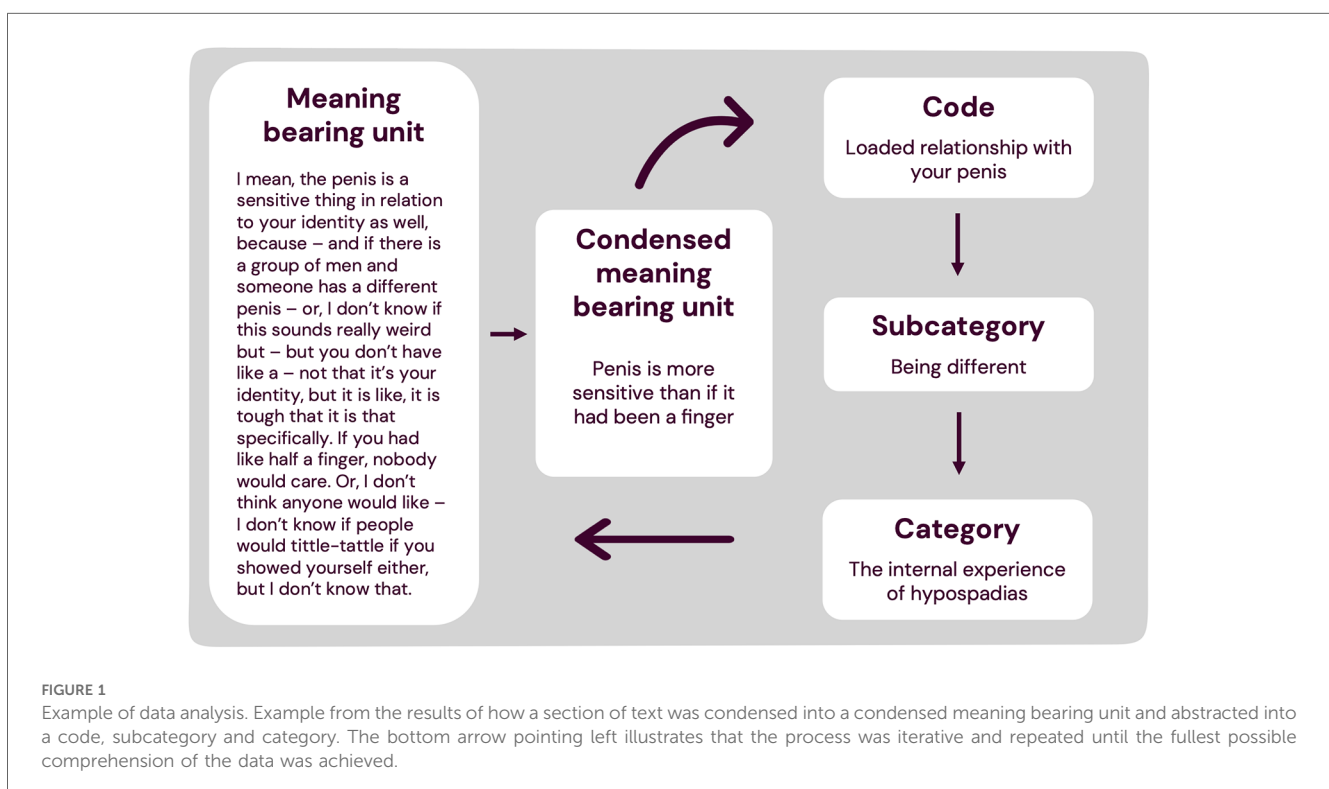 Meaning
bearing unit
I mean, the penis is a
sensitive thing in relation
to your identity as well,
because – and if there is
a group of men and
someone has a different
penis – or, I don't know if
this sounds really weird
but – but you don't have
like a – not that it's your
identity, but it is like, it is
tough that it is that
specifically. If you had
like half a finger, nobody
would care. Or, I don't
think anyone would like –
I don't know if people
would tittle-tattle if you
showed yourself either,
but I don't know that.
Condensed
meaning
bearing unit
Penis is more
sensitive than if it
had been a finger
Code
Loaded relationship with
your penis
Subcategory
Being different
Category
The internal experience
of hypospadias
FIGURE 1
Example of data analysis. Example from the results of how a section of text was condensed into a condensed meaning bearing unit and abstracted into
a code, subcategory and category. The bottom arrow pointing left illustrates that the process was iterative and repeated until the fullest possible
comprehension of the data was achieved.